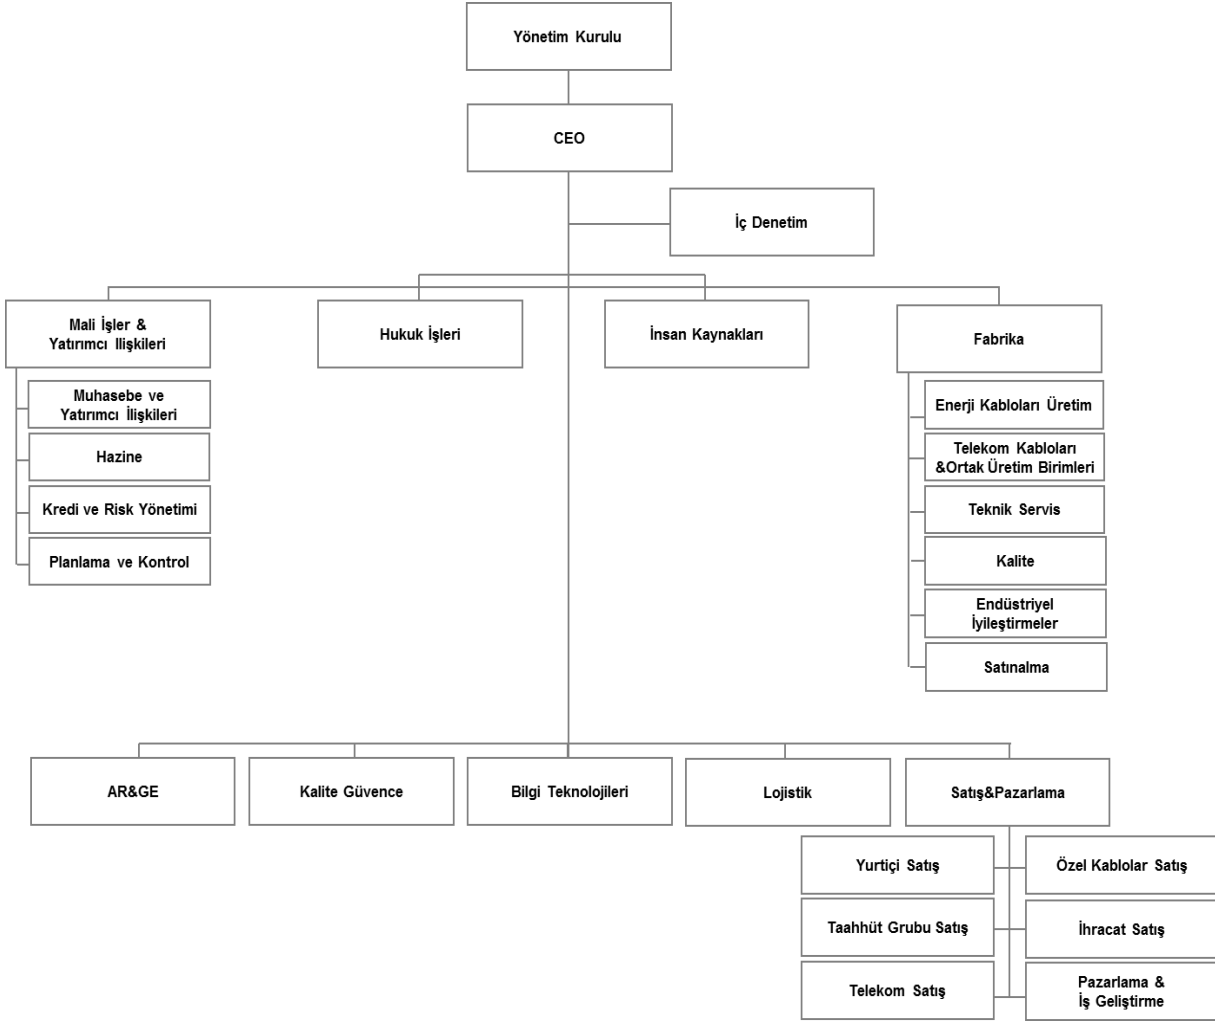 Yönetim Kurulu
CEO
İç Denetim
Mali İşler &
Yatırımcı Ilişkileri
Hukuk İşleri
İnsan Kaynakları
Fabrika
Muhasebe ve
Yatırımcı İlişkileri
Hazine
Kredi ve Risk Yönetimi
Planlama ve Kontrol
Enerji Kabloları Üretim
Telekom Kabloları
&Ortak Üretim Birimleri
Teknik Servis
Kalite
Endüstriyel
İyileştirmeler
Satınalma
AR&GE
Kalite Güvence
Bilgi Teknolojileri
Lojistik
Satış&Pazarlama
Yurtiçi Satış
Özel Kablolar Satış
Taahhüt Grubu Satış
İhracat Satış
Telekom Satış
Pazarlama &
İş Geliştirme